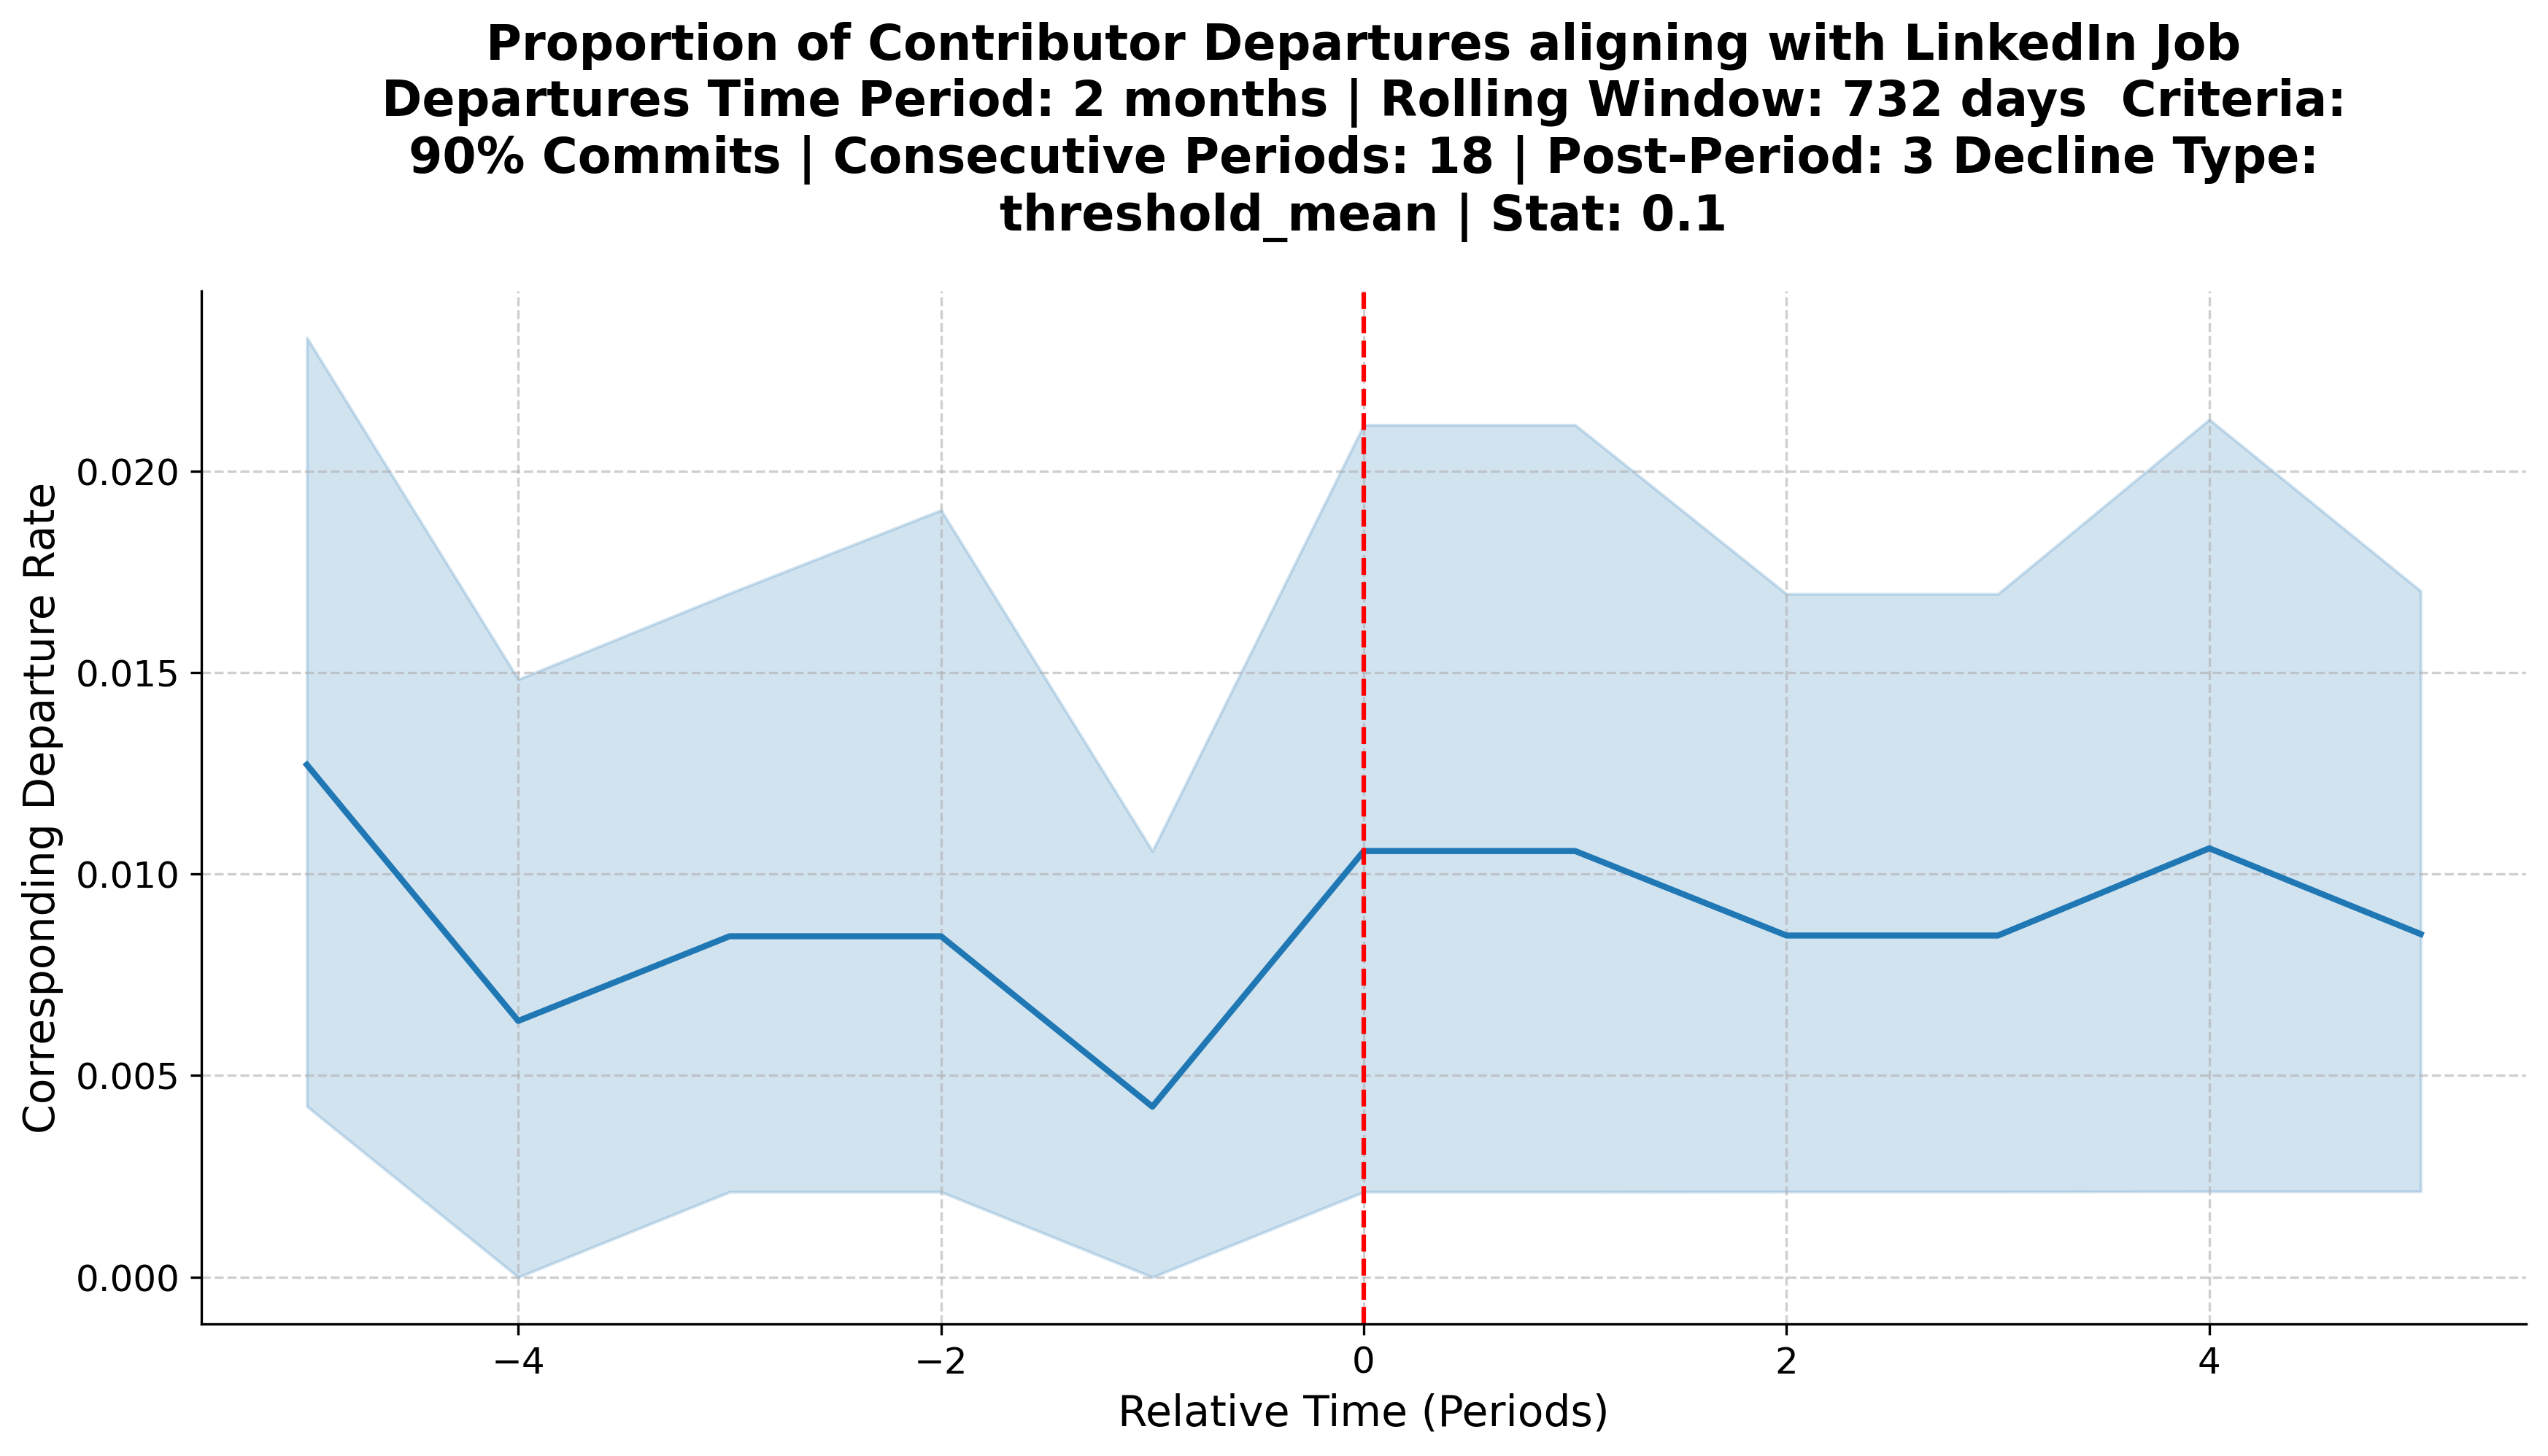 Proportion of Contributor Departures aligning with LinkedIn Job
Departures Time Period: 2 months | Rolling Window: 732 days  Criteria:
90% Commits | Consecutive Periods: 18 | Post-Period: 3 Decline Type:
threshold_mean | Stat: 0.1
Corresponding Departure Rate
0.020
0.015
0.010
0.005
0.000
−4
−2
0
2
4
Relative Time (Periods)